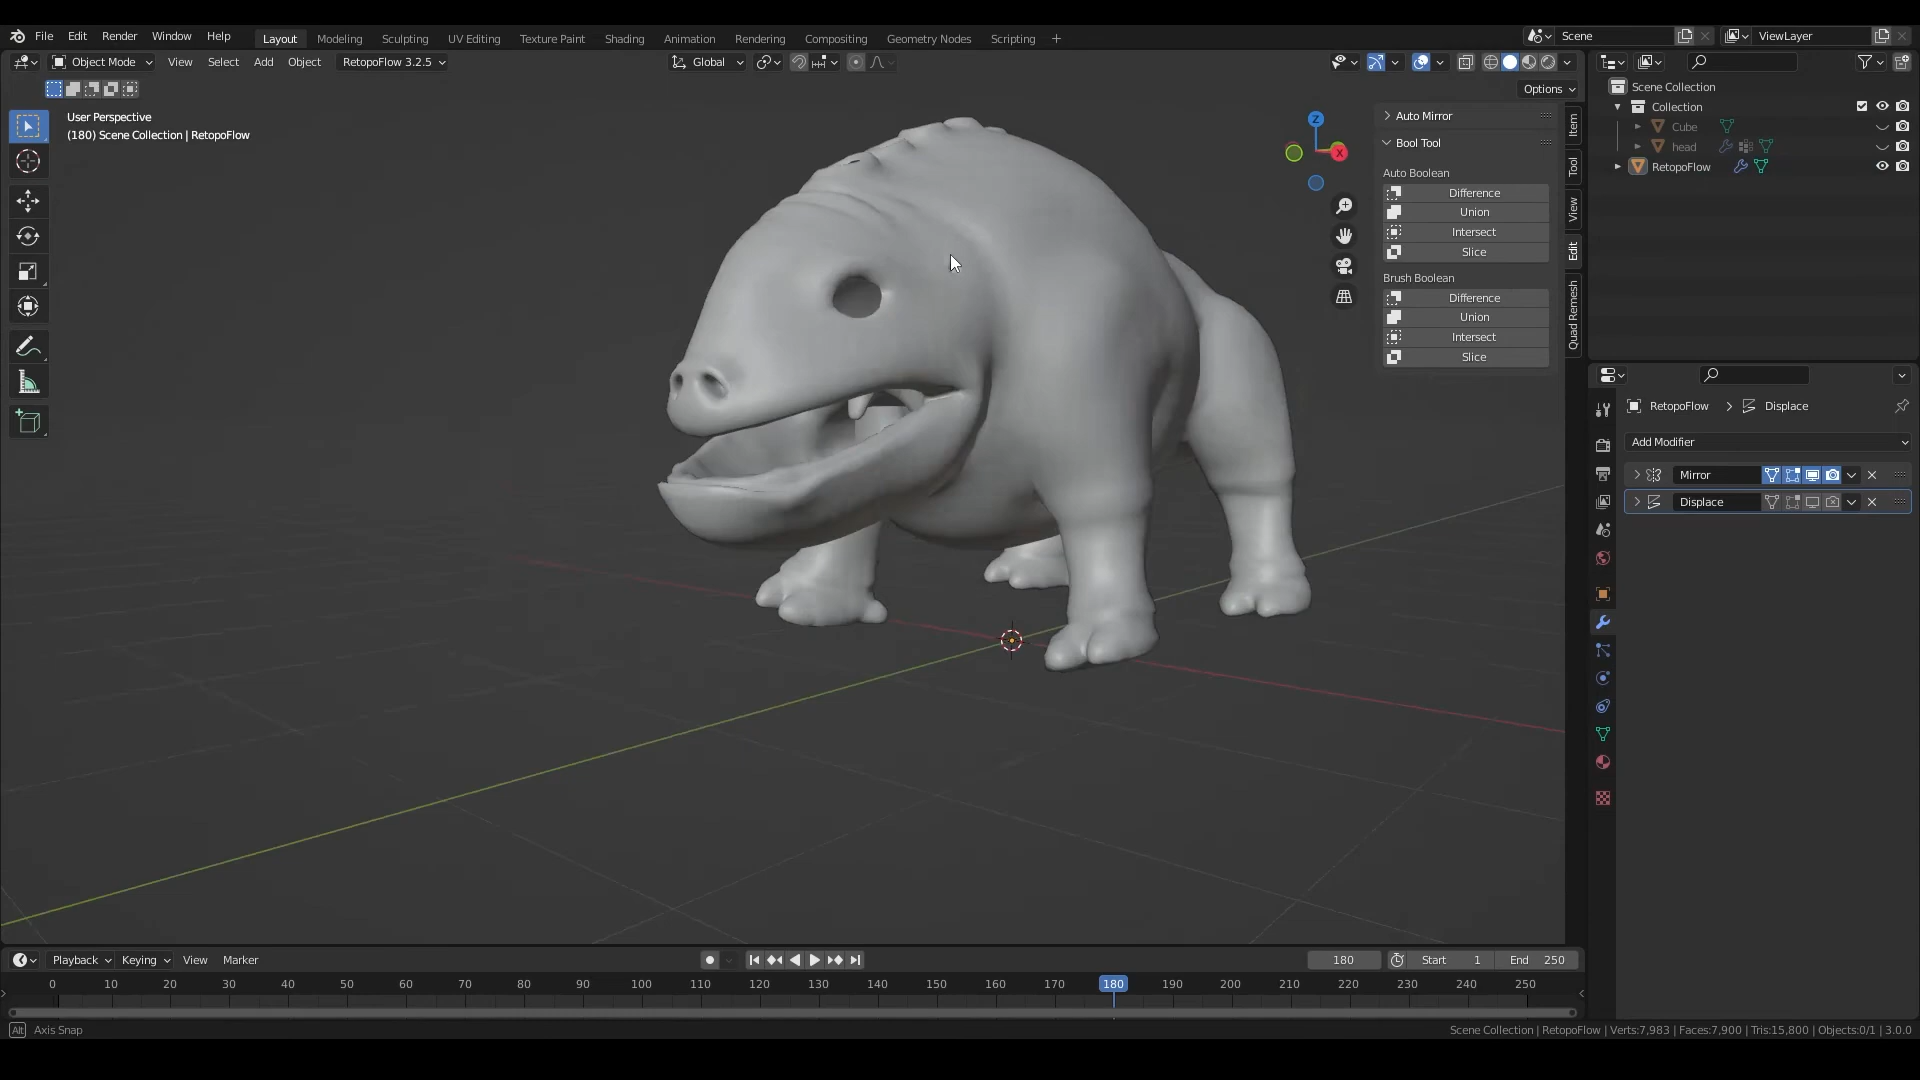 File Edit Render Window Help Layout Modeling Sculpting UV Editing Texture Paint Shading Animation Rendering Compositing Geometry Nodes Scripting + Scene ViewLayer
Object Mode View Select Add Object RetopoFlow 3.2.5 Global
Options
User Perspective
(180) Scene Collection | RetopoFlow
Z
X
Auto Mirror
Bool Tool
Auto Boolean
Difference
Union
Intersect
Slice
Brush Boolean
Difference
Union
Intersect
Slice
Item
Tool
View
Edit
Quad Remesh
Scene Collection
Collection
Cube
head
RetopoFlow
RetopoFlow > Displace
Add Modifier
Mirror
Displace
Playback Keying View Marker 180 Start 1 End 250
0 10 20 30 40 50 60 70 80 90 100 110 120 130 140 150 160 170 180 190 200 210 220 230 240 250
Alt Axis Snap
Scene Collection | RetopoFlow | Verts:7,983 | Faces:7,900 | Tris:15,800 | Objects:0/1 | 3.0.0